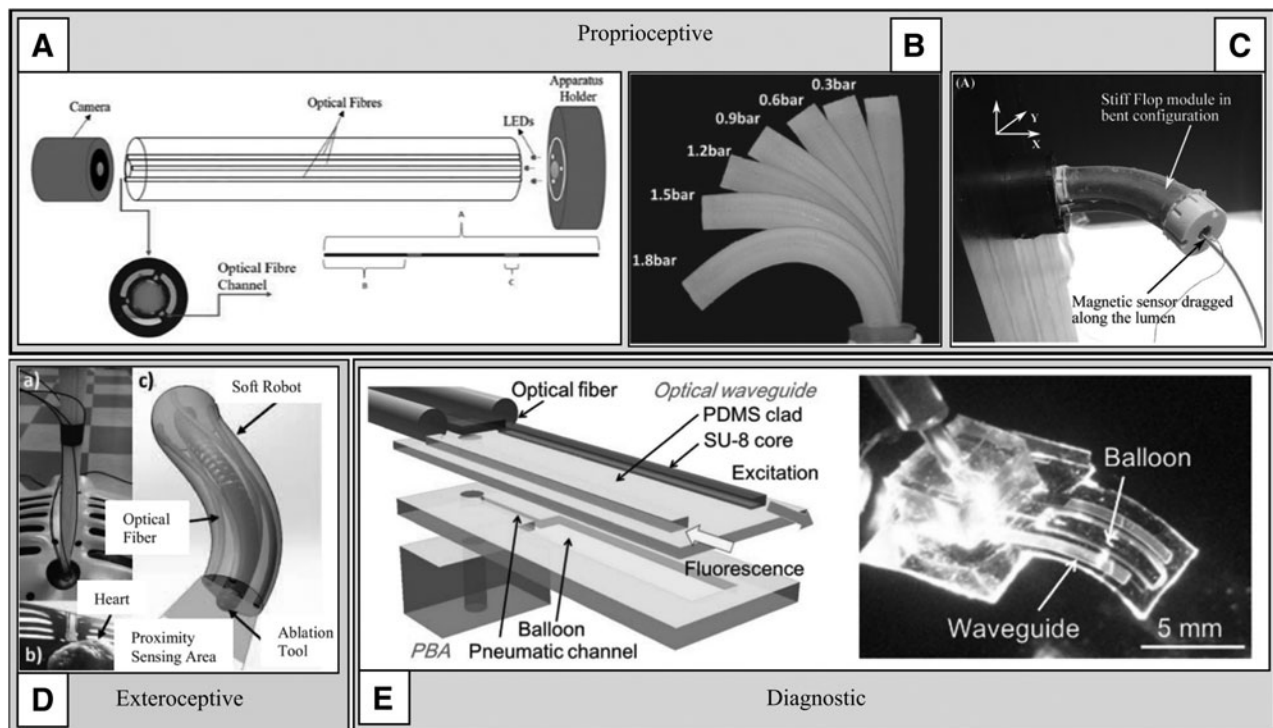 Proprioceptive
A
Camera
Optical Fibres
LEDs
Apparatus
Holder
A
B
C
Optical Fibre
Channel
B
0.3bar
0.6bar
0.9bar
1.2bar
1.5bar
1.8bar
C
(A)
Y
X
Stiff Flop module in
bent configuration
Magnetic sensor dragged
along the lumen
a)
c)
Soft Robot
Optical
Fiber
Heart
b)
Proximity
Sensing Area
Ablation
Tool
D
Exteroceptive
Optical fiber
Optical waveguide
PDMS clad
SU-8 core
Excitation
Fluorescence
Balloon
PBA
Pneumatic channel
Balloon
Waveguide
5 mm
E
Diagnostic